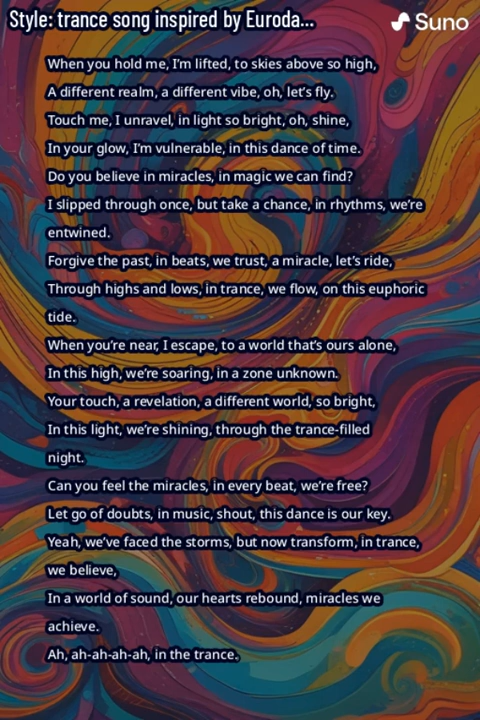 Style: trance song inspired by Euroda...
Suno
When you hold me, I'm lifted, to skies above so high,
A different realm, a different vibe, oh, let's fly.
Touch me, I unravel, in light so bright, oh, shine,
In your glow, I'm vulnerable, in this dance of time.
Do you believe in miracles, in magic we can find?
I slipped through once, but take a chance, in rhythms, we're
entwined.
Forgive the past, in beats, we trust, a miracle, let's ride,
Through highs and lows, in trance, we flow, on this euphoric
tide.
When you're near, I escape, to a world that's ours alone,
In this high, we're soaring, in a zone unknown.
Your touch, a revelation, a different world, so bright,
In this light, we're shining, through the trance-filled
night.
Can you feel the miracles, in every beat, we're free?
Let go of doubts, in music, shout, this dance is our key.
Yeah, we've faced the storms, but now transform, in trance,
we believe,
In a world of sound, our hearts rebound, miracles we
achieve.
Ah, ah-ah-ah-ah, in the trance.